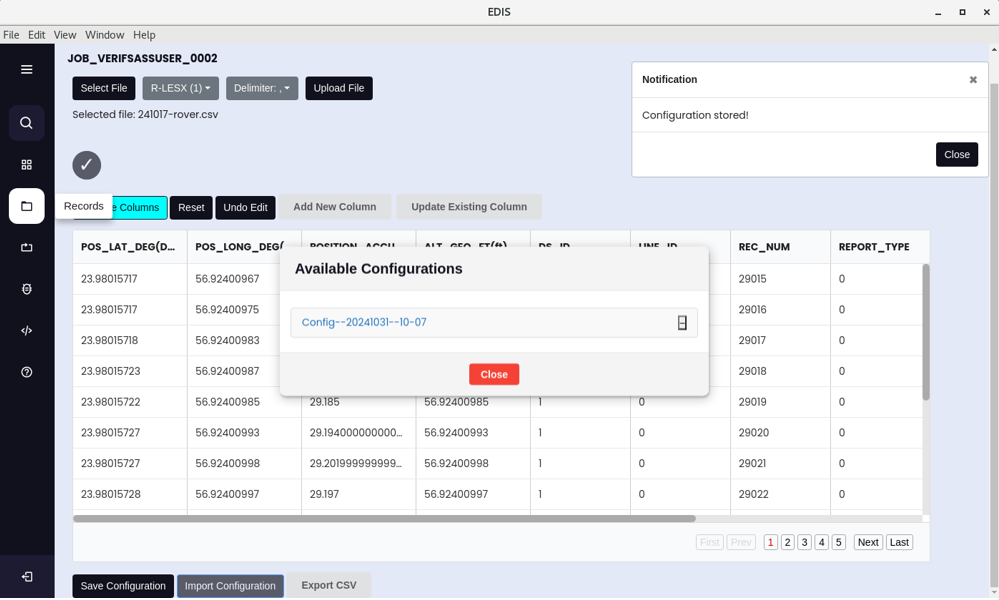 EDIS
File Edit View Window Help
JOB_VERIFSASSUSER_0002
Select File R-LESX (1) Delimiter: , Upload File
Selected file: 241017-rover.csv
Notification
Configuration stored!
Close
✓
Records
Columns Reset Undo Edit Add New Column Update Existing Column
POS_LAT_DEG(D... POS_LONG_DEG( REC_NUM REPORT_TYPE
Available Configurations
Config--20241031--10-07
Close
23.98015717 56.92400967 29015 0
23.98015717 56.92400975 29016 0
23.98015718 56.92400983 29017 0
23.98015723 56.92400987 29018 0
23.98015722 56.92400985 29.185 56.92400985 1 0 29019 0
23.98015727 56.92400993 29.194000000000... 56.92400993 1 0 29020 0
23.98015727 56.92400998 29.201999999999... 56.92400998 1 0 29021 0
23.98015728 56.92400997 29.197 56.92400997 1 0 29022 0
First Prev 1 2 3 4 5 Next Last
Save Configuration Import Configuration Export CSV